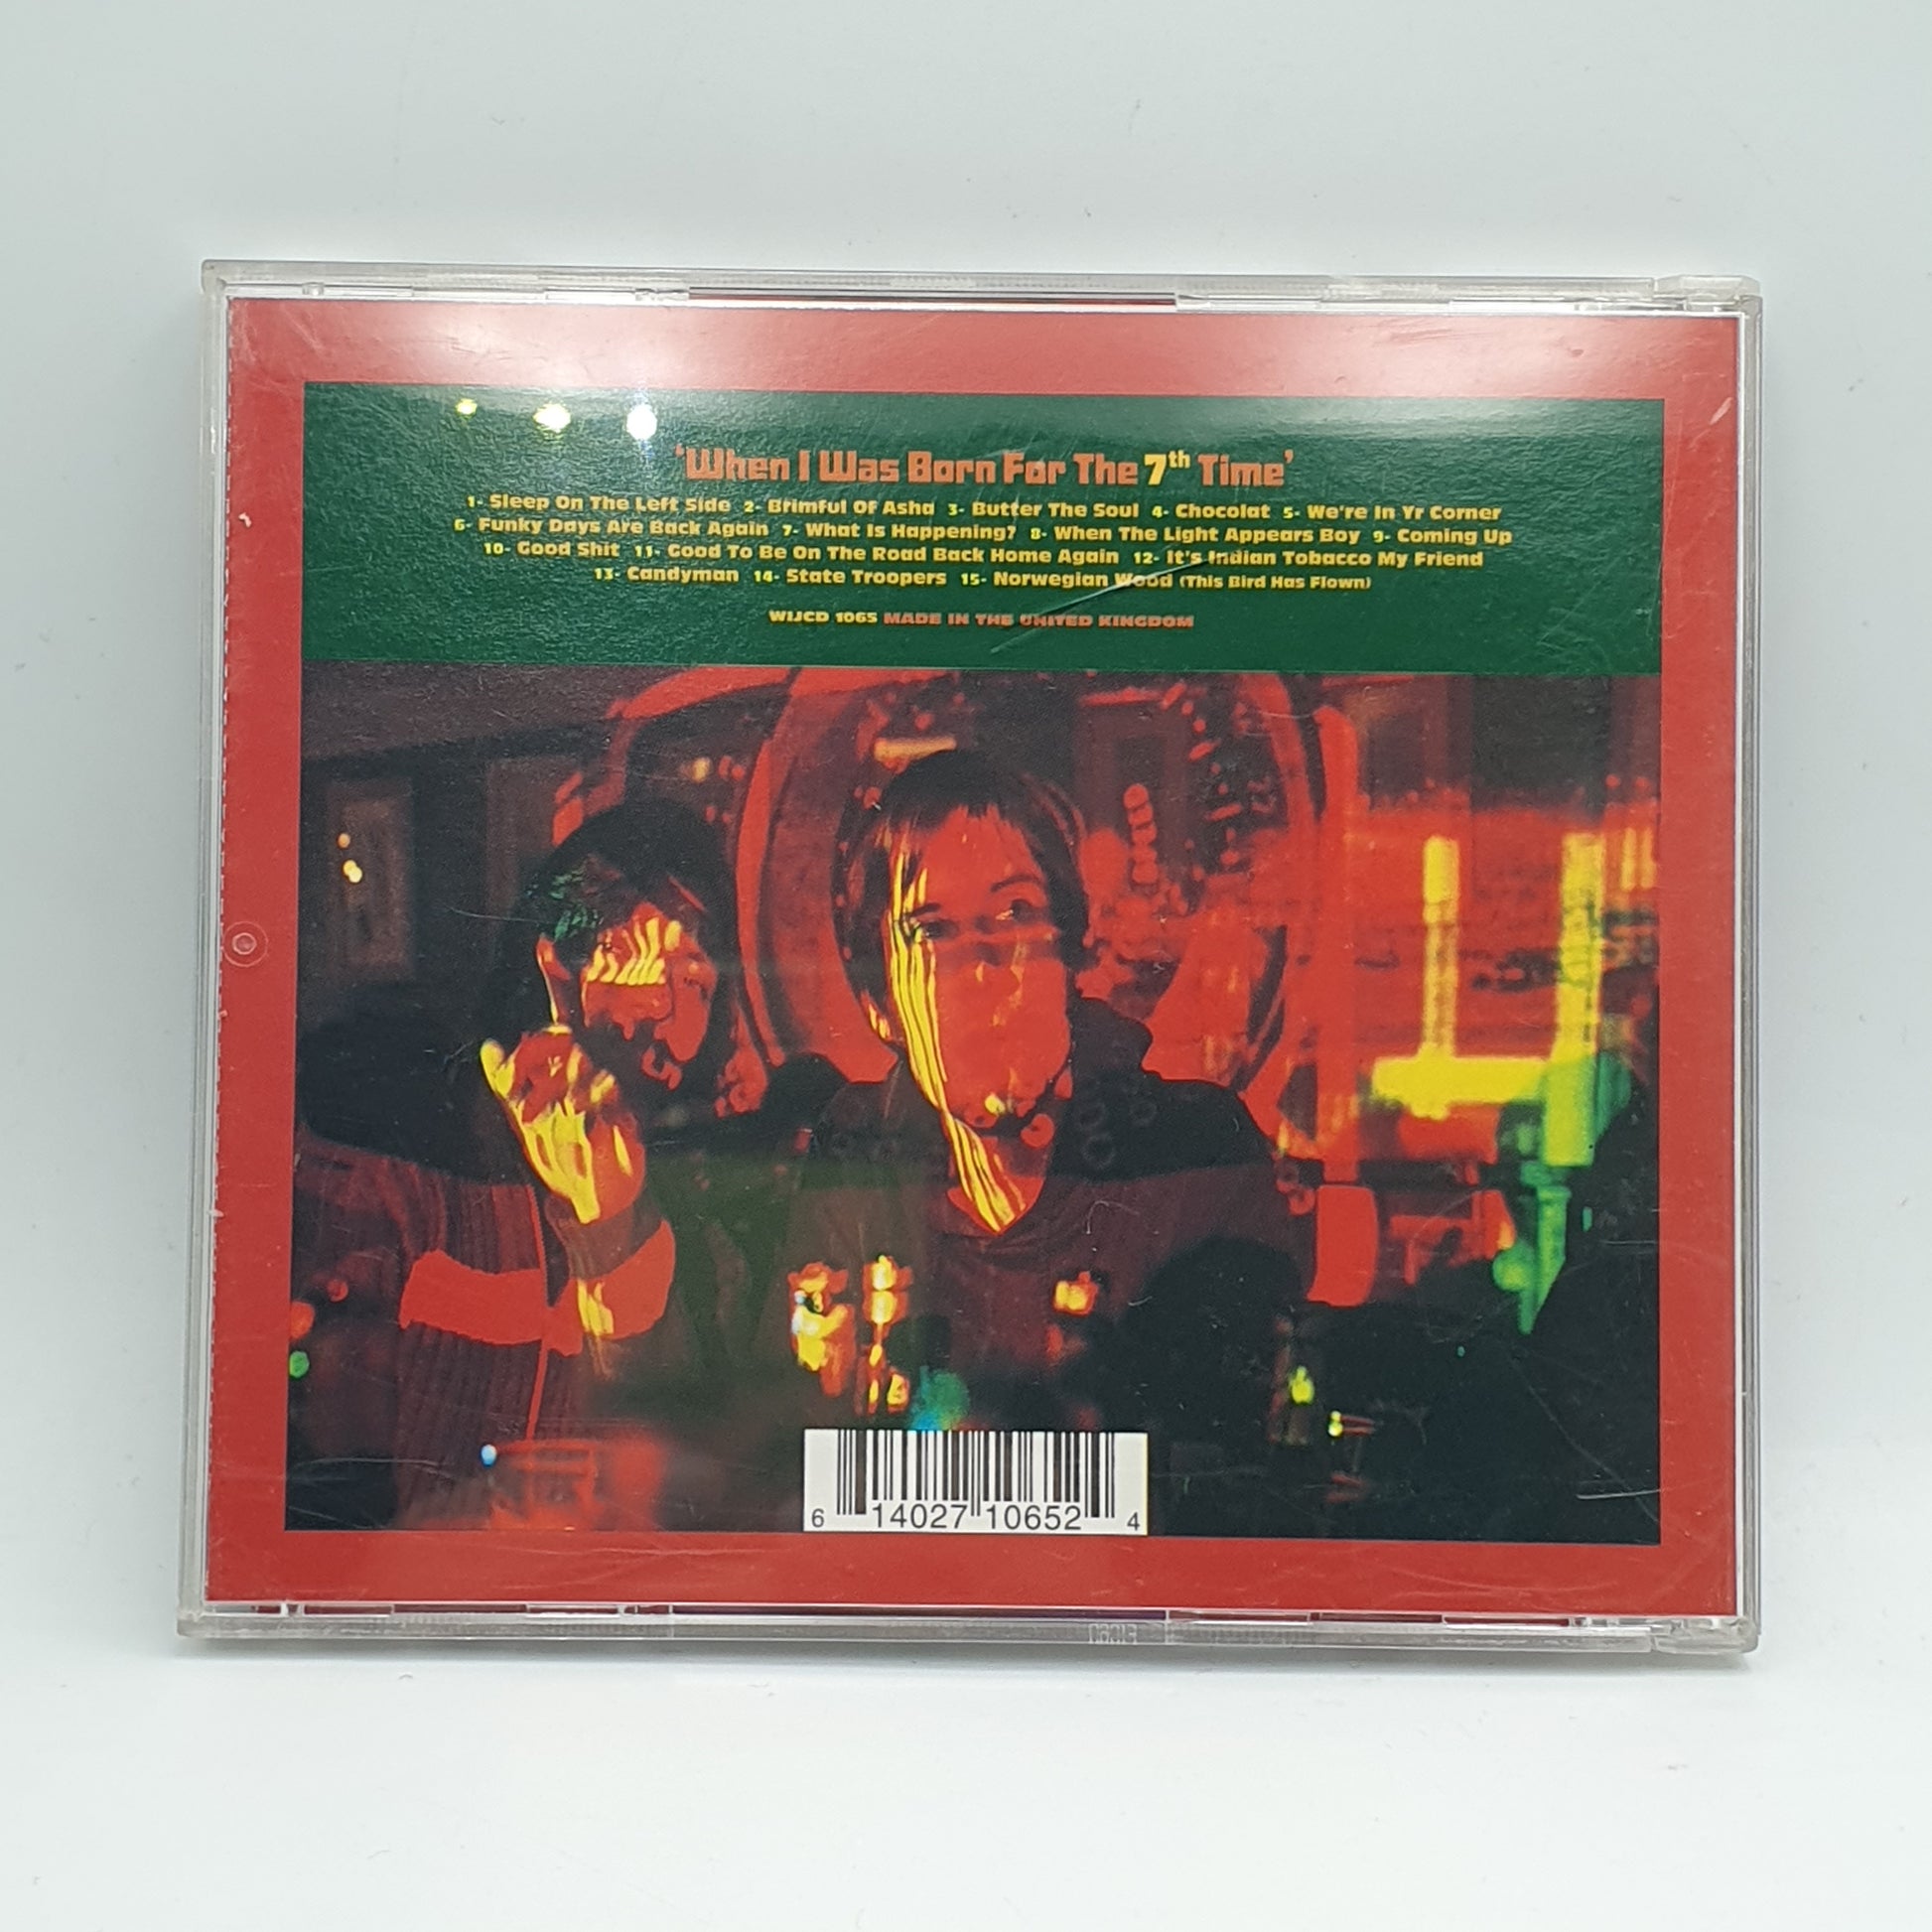 'When I Was Born For The 7th Time'
1- Sleep On The Left Side 2- Brimful Of Asha 3- Butter The Soul 4- Chocolat 5- We're In Yr Corner
6- Funky Days Are Back Again 7- What Is Happening? 8- When The Light Appears Boy 9- Coming Up
10- Good Shit 11- Good To Be On The Road Back Home Again 12- It's Indian Tobacco My Friend
13- Candyman 14- State Troopers 15- Norwegian Wood (This Bird Has Flown)
WIJCD 1065 MADE IN THE UNITED KINGDOM
6 14027 10652 4